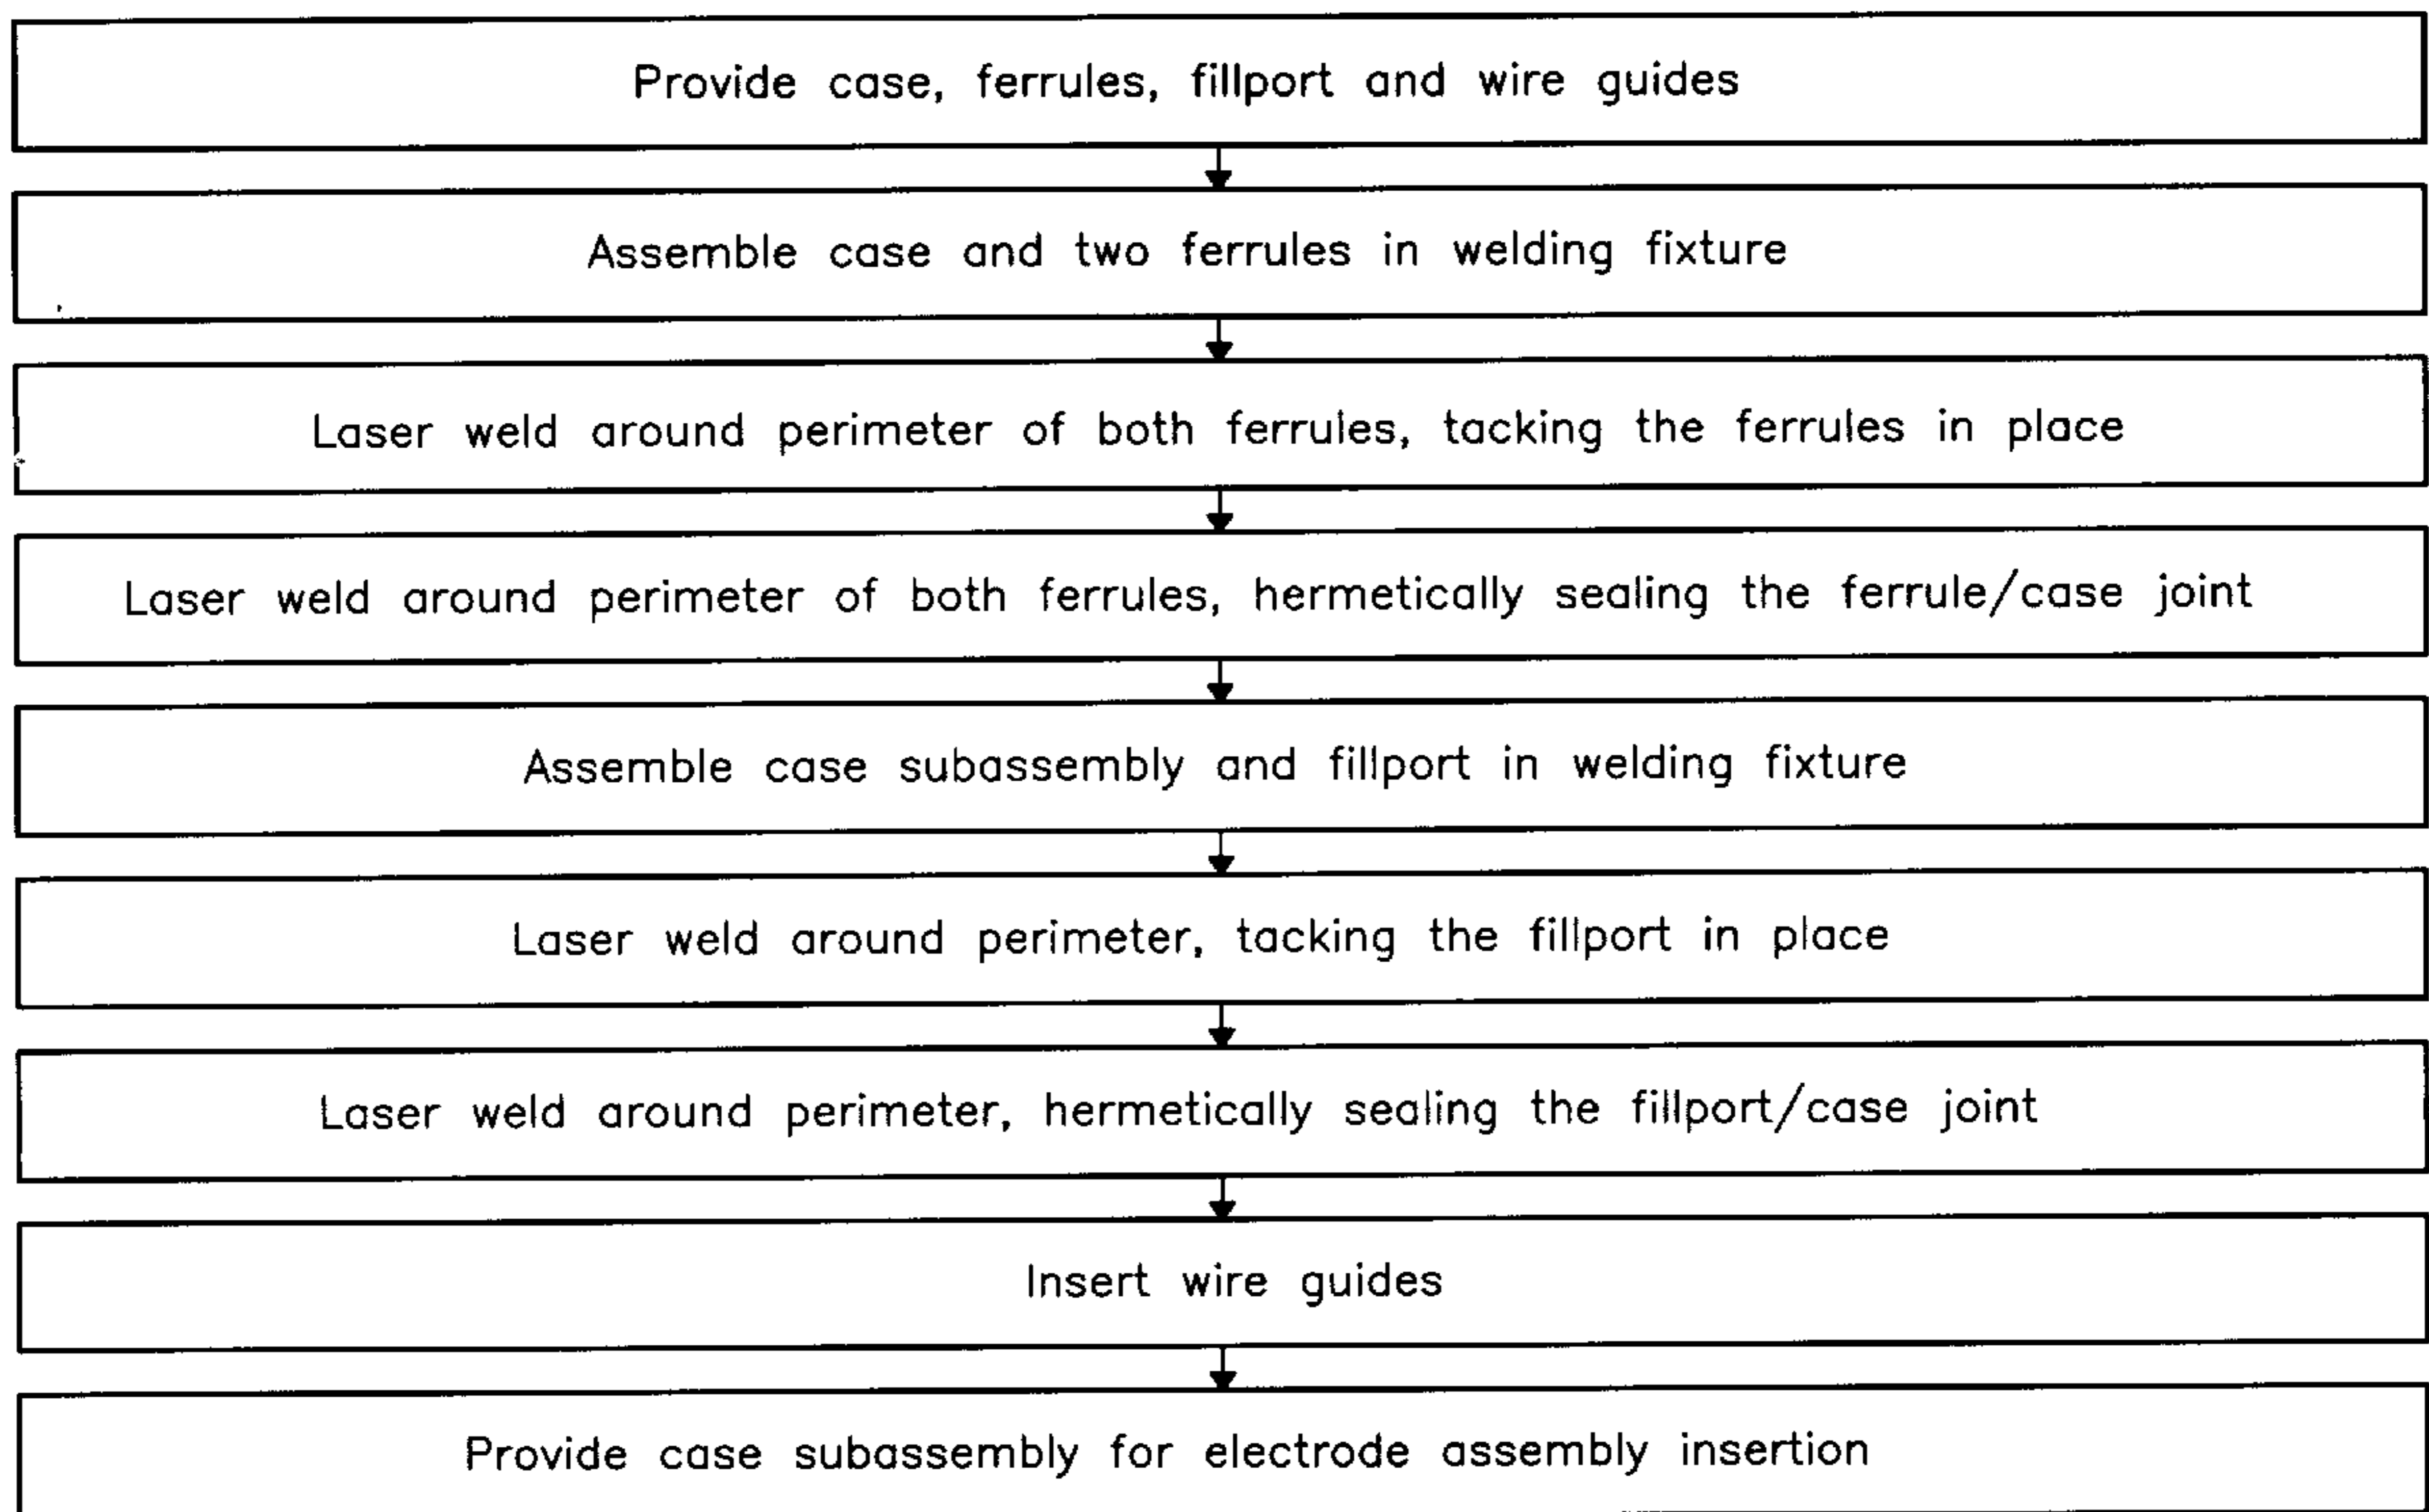 Provide case, ferrules, fillport and wire guides
Assemble case and two ferrules in welding fixture
Laser weld around perimeter of both ferrules, tacking the ferrules in place
Laser weld around perimeter of both ferrules, hermetically sealing the ferrule/case joint
Assemble case subassembly and fillport in welding fixture
Laser weld around perimeter, tacking the fillport in place
Laser weld around perimeter, hermetically sealing the fillport/case joint
Insert wire guides
Provide case subassembly for electrode assembly insertion